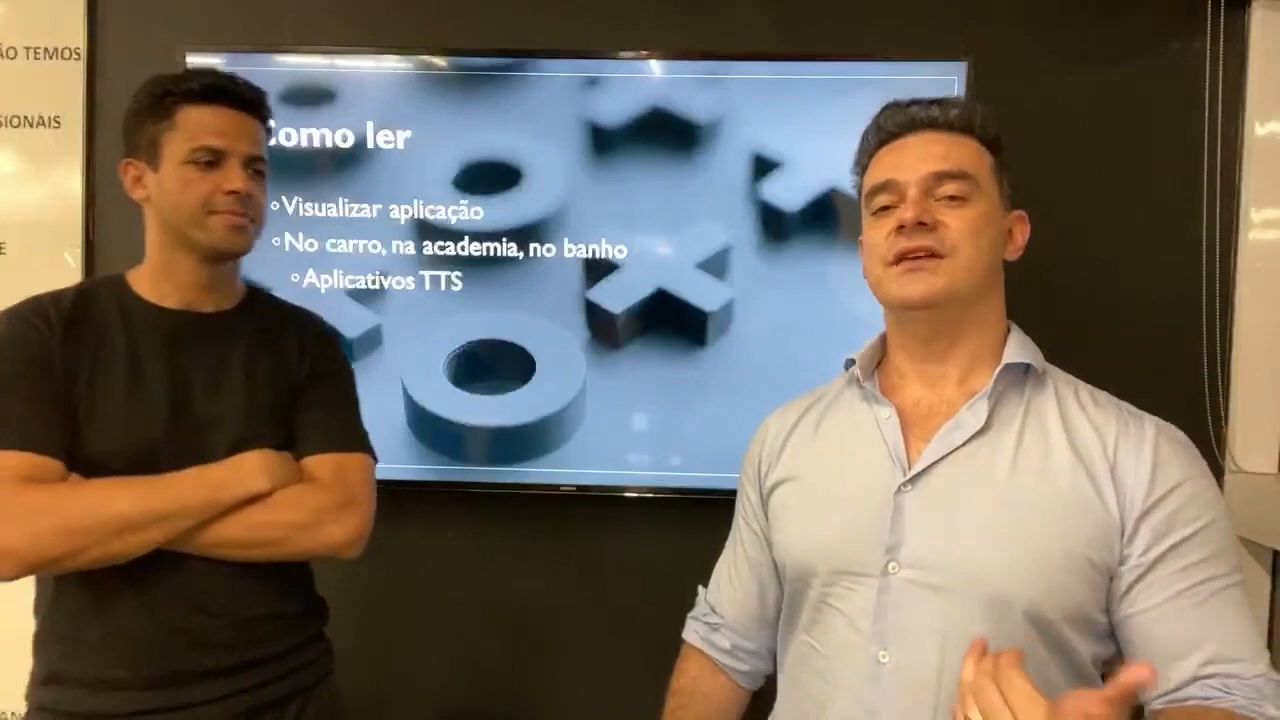 ÃO TEMOS
SIONAIS
E
Como ler
Visualizar aplicação
No carro, na academia, no banho
Aplicativos TTS